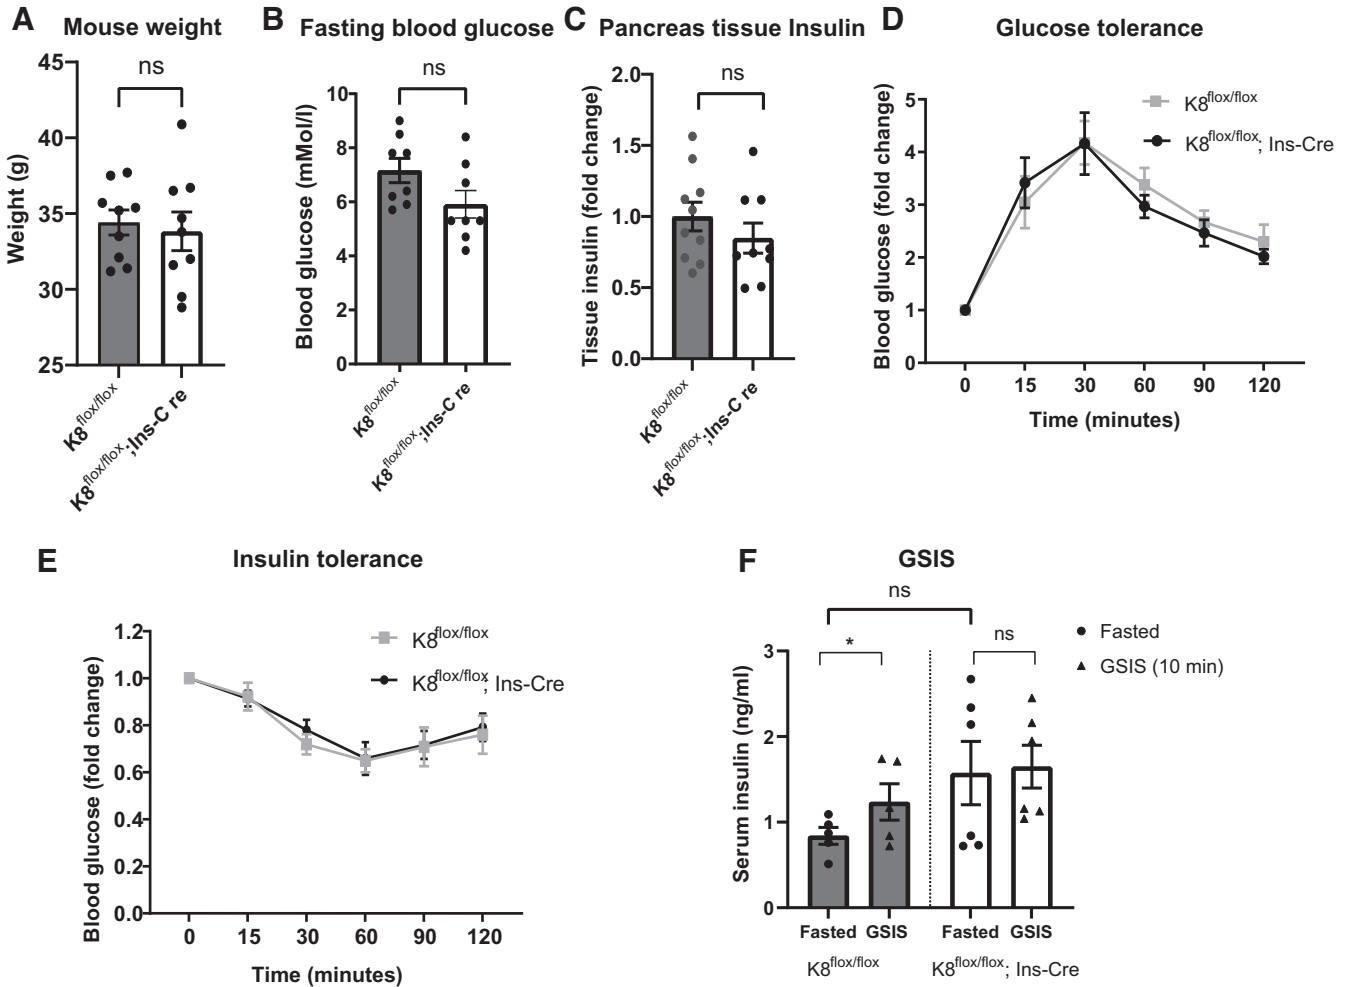 A Mouse weight
ns
45
40
35
30
25
Weight (g)
K8flox/flox
K8flox/flox;Ins-C re
B Fasting blood glucose
ns
10
8
6
4
2
0
Blood glucose (mMol/l)
K8flox/flox
K8flox/flox;Ins-C re
C Pancreas tissue Insulin
ns
2.0
1.5
1.0
0.5
0.0
Tissue insulin (fold change)
K8flox/flox
K8flox/flox;Ins-C re
D Glucose tolerance
K8flox/flox
K8flox/flox; Ins-Cre
5
4
3
2
1
0
Blood glucose (fold change)
0 15 30 60 90 120
Time (minutes)
E Insulin tolerance
K8flox/flox
K8flox/flox; Ins-Cre
1.2
1.0
0.8
0.6
0.4
0.2
0.0
Blood glucose (fold change)
0 15 30 60 90 120
Time (minutes)
F GSIS
ns
* ns
Fasted
GSIS (10 min)
3
2
1
0
Serum insulin (ng/ml)
Fasted GSIS Fasted GSIS
K8flox/flox K8flox/flox; Ins-Cre